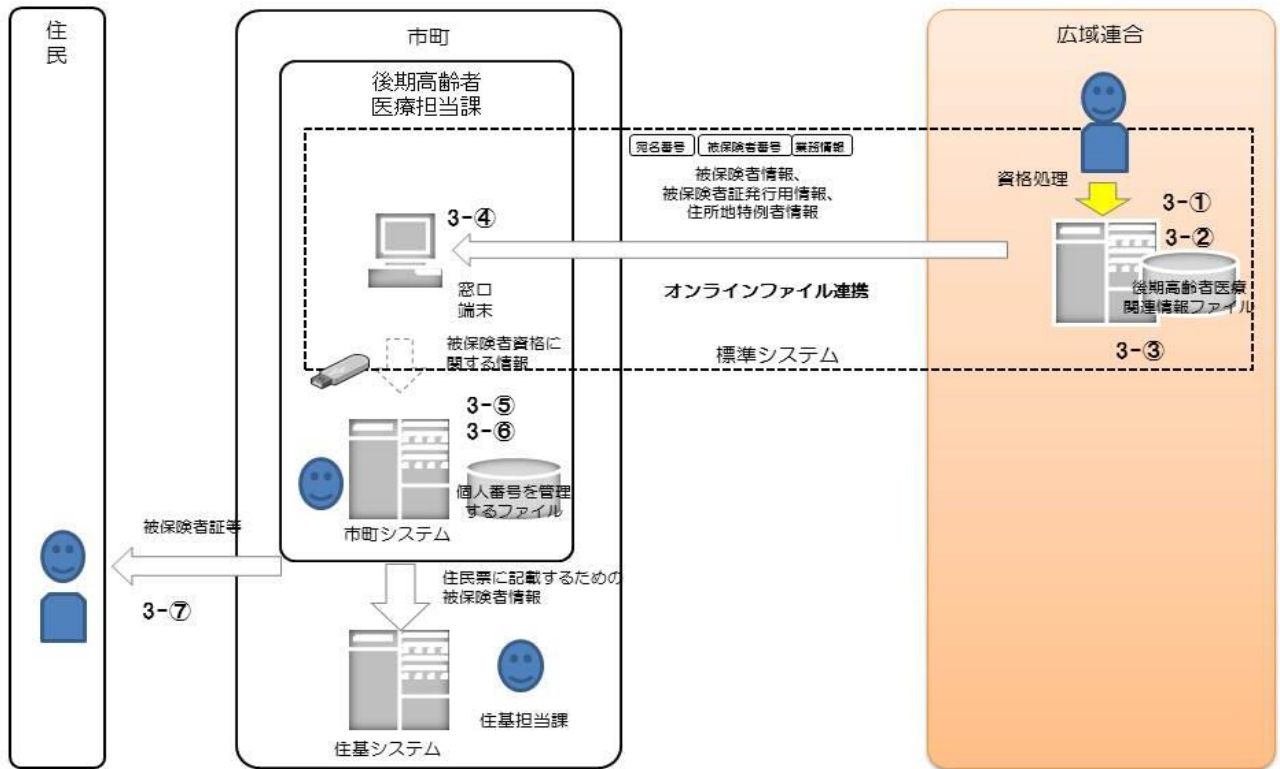 住
民
市町
後期高齢者
医療担当課
広域連合
宛名番号 被保険者番号 業務情報
被保険者情報、
被保険者証発行用情報、
住所地特例者情報
資格処理
3-①
3-②
3-④
窓口
端末
オンラインファイル連携
後期高齢者医療
関連情報ファイル
3-③
被保険者資格に
関する情報
標準システム
3-⑤
3-⑥
個人番号を管理
するファイル
市町システム
被保険者証等
3-⑦
住民票に記載するための
被保険者情報
住基担当課
住基システム